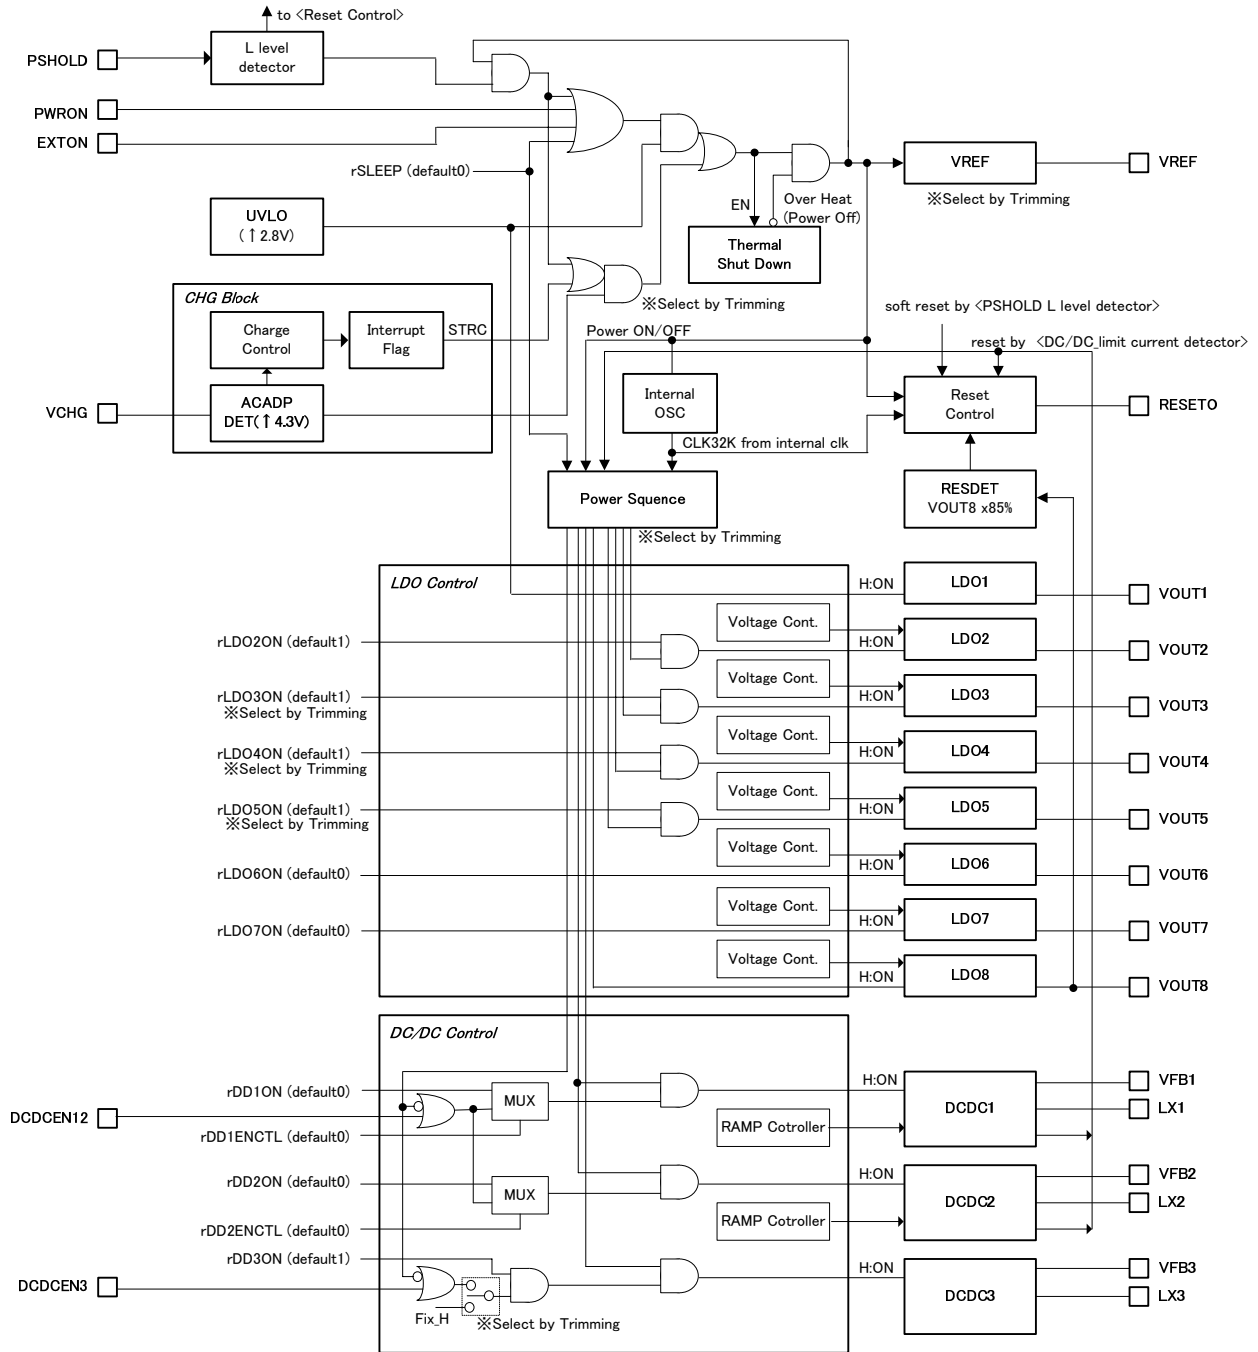 to <Reset Control>
PSHOLD
L level
detector
PWRON
EXTON
rSLEEP (default0)
VREF
VREF
※Select by Trimming
UVLO
(↑2.8V)
EN
Over Heat
(Power Off)
Thermal
Shut Down
CHG Block
Charge
Control
Interrupt
Flag
STRC
※Select by Trimming
soft reset by <PSHOLD L level detector>
Power ON/OFF
reset by <DC/DC_limit current detector>
VCHG
ACADP
DET(↑4.3V)
Internal
OSC
Reset
Control
RESETO
CLK32K from internal clk
Power Squence
※Select by Trimming
RESDET
VOUT8 x85%
LDO Control
H:ON
LDO1
VOUT1
Voltage Cont.
rLDO2ON (default1)
H:ON
LDO2
VOUT2
Voltage Cont.
rLDO3ON (default1)
※Select by Trimming
H:ON
LDO3
VOUT3
Voltage Cont.
rLDO4ON (default1)
※Select by Trimming
H:ON
LDO4
VOUT4
Voltage Cont.
rLDO5ON (default1)
※Select by Trimming
H:ON
LDO5
VOUT5
Voltage Cont.
rLDO6ON (default0)
H:ON
LDO6
VOUT6
Voltage Cont.
rLDO7ON (default0)
H:ON
LDO7
VOUT7
Voltage Cont.
H:ON
LDO8
VOUT8
DC/DC Control
rDD1ON (default0)
MUX
H:ON
DCDC1
VFB1
LX1
DCDCEN12
rDD1ENCTL (default0)
RAMP Cotroller
rDD2ON (default0)
MUX
H:ON
DCDC2
VFB2
LX2
rDD2ENCTL (default0)
RAMP Cotroller
rDD3ON (default1)
H:ON
DCDC3
VFB3
LX3
DCDCEN3
Fix_H
※Select by Trimming